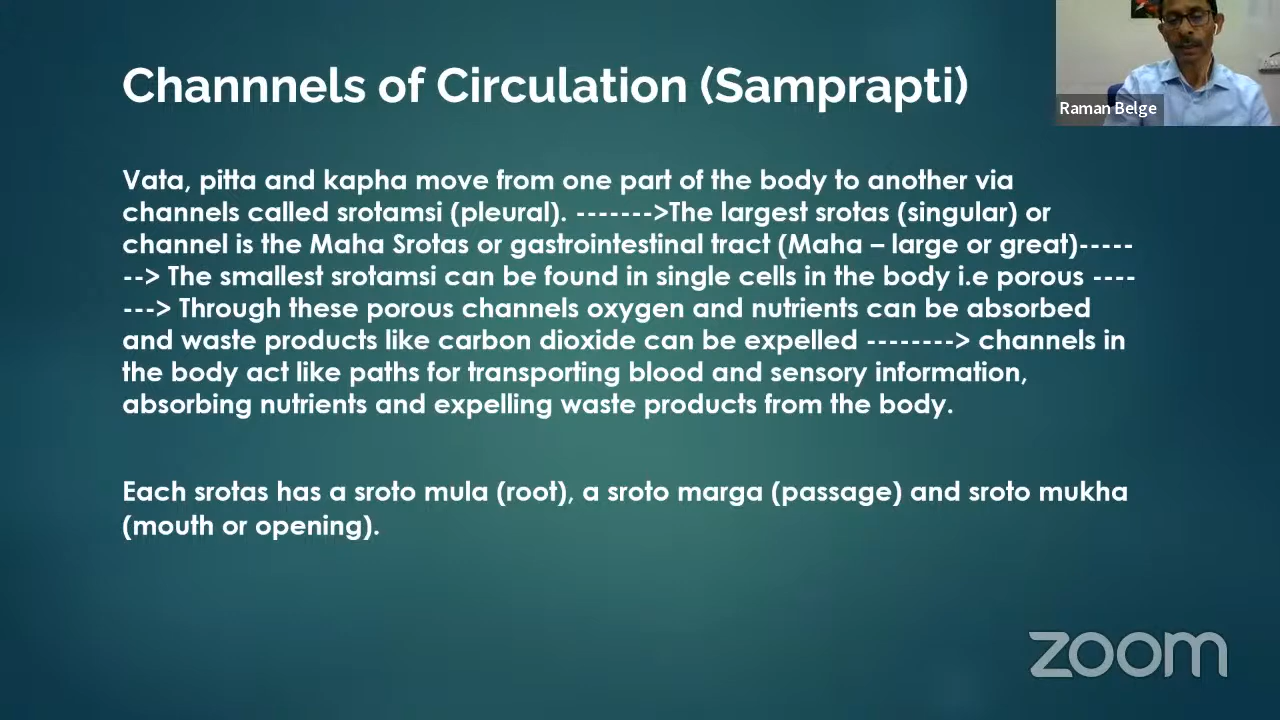 Channnels of Circulation (Samprapti)
Raman Belge
Vata, pitta and kapha move from one part of the body to another via
channels called srotamsi (pleural). ------->The largest srotas (singular) or
channel is the Maha Srotas or gastrointestinal tract (Maha – large or great)-----
--> The smallest srotamsi can be found in single cells in the body i.e porous ----
---> Through these porous channels oxygen and nutrients can be absorbed
and waste products like carbon dioxide can be expelled --------> channels in
the body act like paths for transporting blood and sensory information,
absorbing nutrients and expelling waste products from the body.
Each srotas has a sroto mula (root), a sroto marga (passage) and sroto mukha
(mouth or opening).
zoom